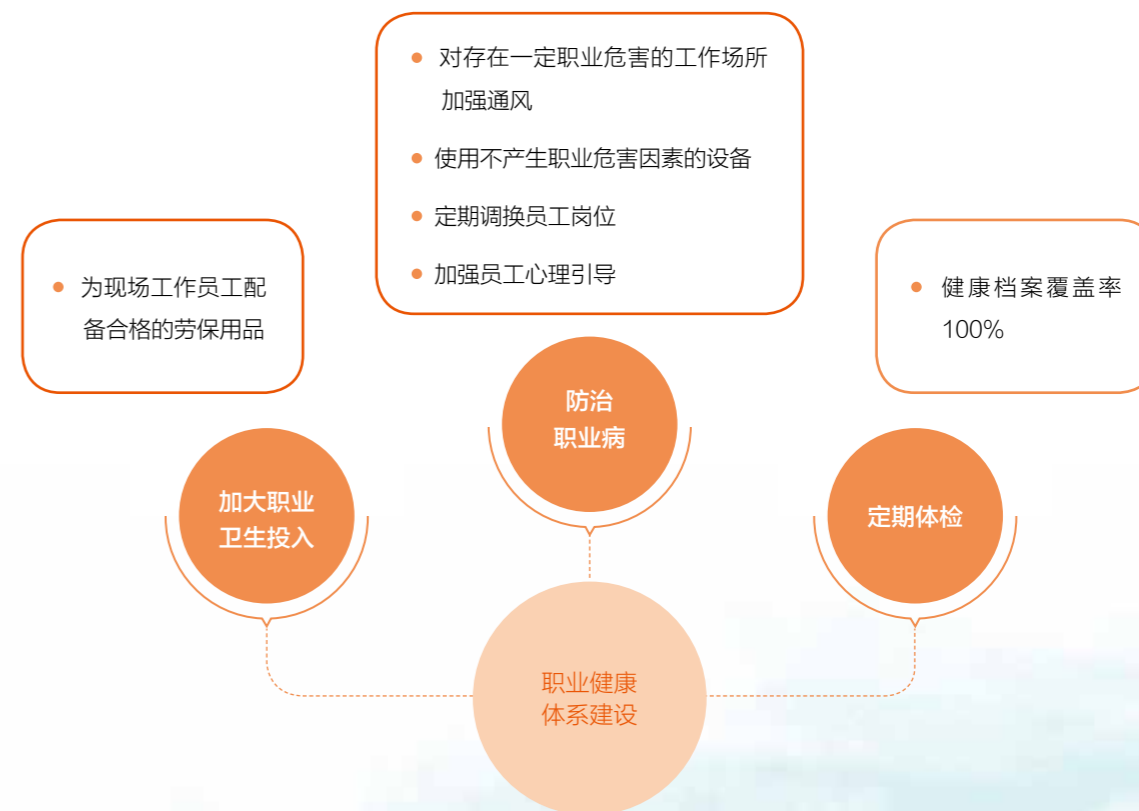 对存在一定职业危害的工作场所
加强通风
使用不产生职业危害因素的设备
定期调换员工岗位
加强员工心理引导
为现场工作员工配
备合格的劳保用品
健康档案覆盖率
100%
防治
职业病
加大职业
卫生投入
定期体检
职业健康
体系建设